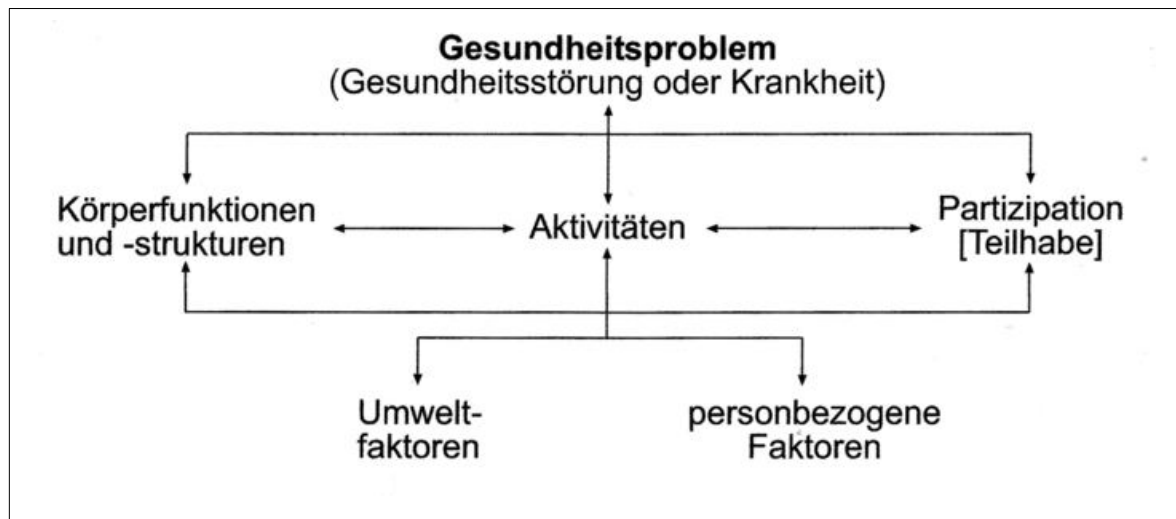 Gesundheitsproblem
(Gesundheitsstörung oder Krankheit)
Körperfunktionen
und -strukturen
Aktivitäten
Partizipation
[Teilhabe]
Umwelt-
faktoren
personbezogene
Faktoren